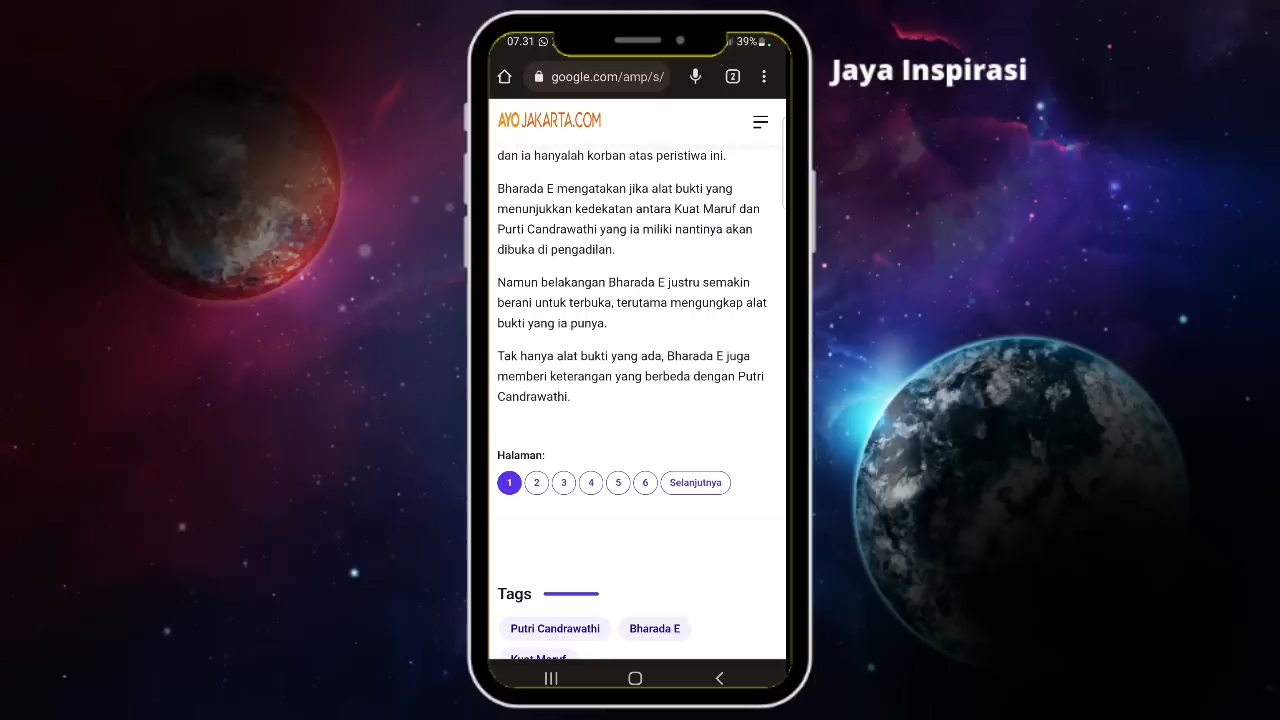 07.31
39%
Jaya Inspirasi
google.com/amp/s/
2
AYOJAKARTA.COM
dan ia hanyalah korban atas peristiwa ini.
Bharada E mengatakan jika alat bukti yang
menunjukkan kedekatan antara Kuat Maruf dan
Purti Candrawathi yang ia miliki nantinya akan
dibuka di pengadilan.
Namun belakangan Bharada E justru semakin
berani untuk terbuka, terutama mengungkap alat
bukti yang ia punya.
Tak hanya alat bukti yang ada, Bharada E juga
memberi keterangan yang berbeda dengan Putri
Candrawathi.
Halaman:
1 2 3 4 5 6 Selanjutnya
Tags
Putri Candrawathi Bharada E
Kuat Maruf